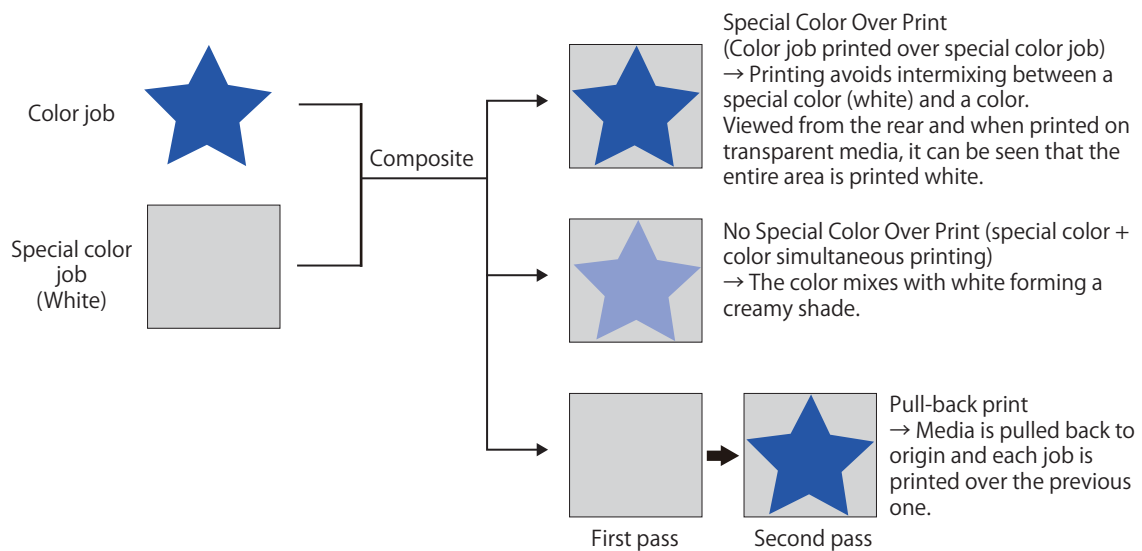 Color job
Special color
job
(White)
Composite
Special Color Over Print
(Color job printed over special color job)
→ Printing avoids intermixing between a
special color (white) and a color.
Viewed from the rear and when printed on
transparent media, it can be seen that the
entire area is printed white.
No Special Color Over Print (special color +
color simultaneous printing)
→ The color mixes with white forming a
creamy shade.
Pull-back print
→ Media is pulled back to
origin and each job is
printed over the previous
one.
First pass
Second pass